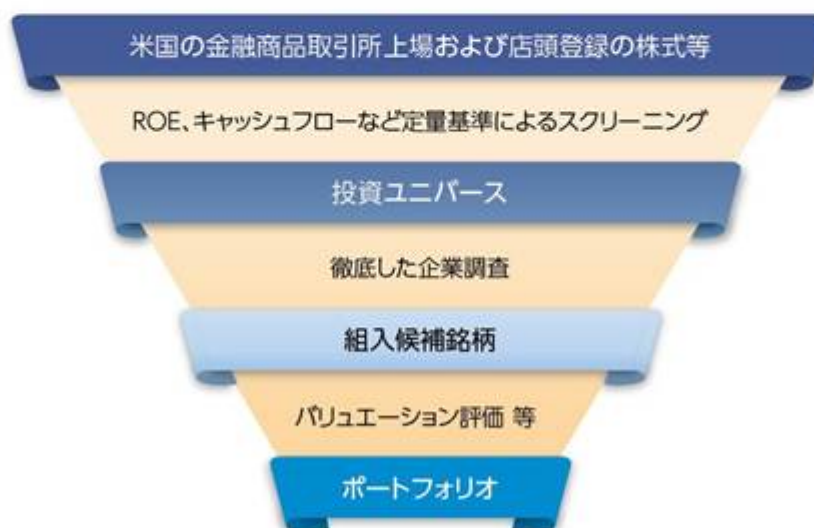 米国の金融商品取引所上場および店頭登録の株式等
ROE、キャッシュフローなど定量基準によるスクリーニング
投資ユニバース
徹底した企業調査
組入候補銘柄
バリュエーション評価 等
ポートフォリオ